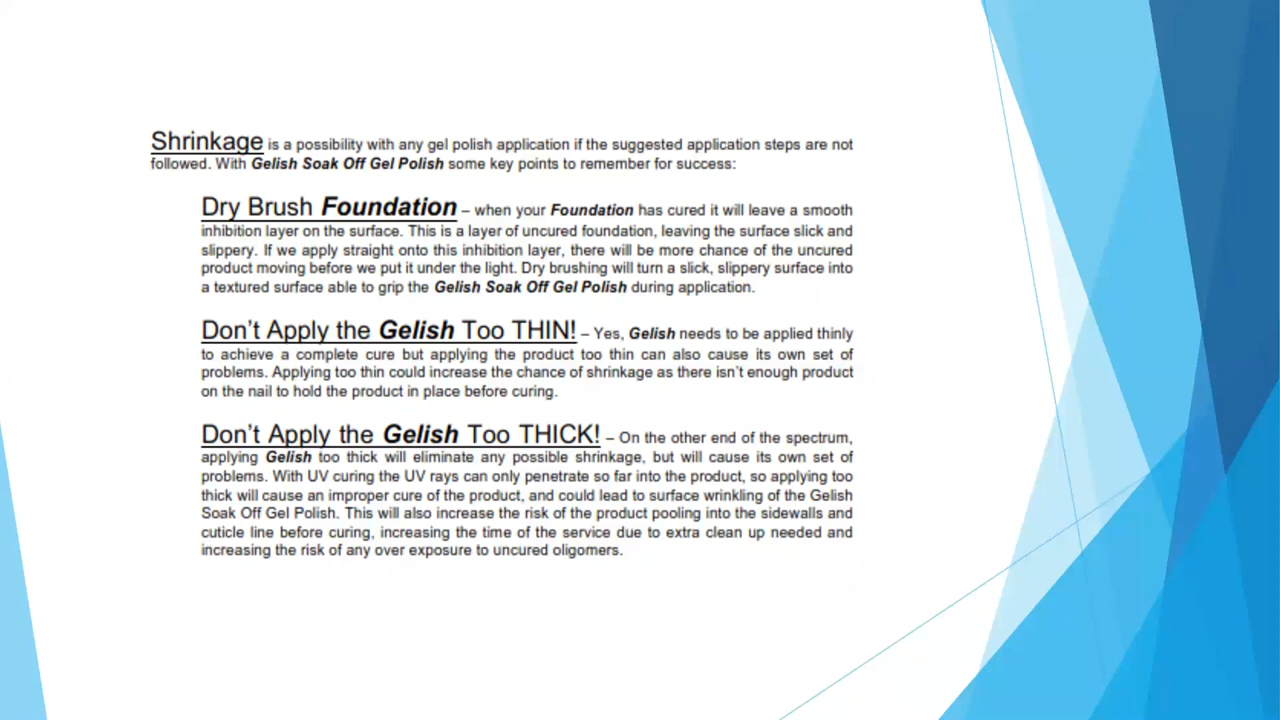 Shrinkage is a possibility with any gel polish application if the suggested application steps are not
followed. With Gelish Soak Off Gel Polish some key points to remember for success:
Dry Brush Foundation – when your Foundation has cured it will leave a smooth
inhibition layer on the surface. This is a layer of uncured foundation, leaving the surface slick and
slippery. If we apply straight onto this inhibition layer, there will be more chance of the uncured
product moving before we put it under the light. Dry brushing will turn a slick, slippery surface into
a textured surface able to grip the Gelish Soak Off Gel Polish during application.
Don't Apply the Gelish Too THIN! – Yes, Gelish needs to be applied thinly
to achieve a complete cure but applying the product too thin can also cause its own set of
problems. Applying too thin could increase the chance of shrinkage as there isn't enough product
on the nail to hold the product in place before curing.
Don't Apply the Gelish Too THICK! – On the other end of the spectrum,
applying Gelish too thick will eliminate any possible shrinkage, but will cause its own set of
problems. With UV curing the UV rays can only penetrate so far into the product, so applying too
thick will cause an improper cure of the product, and could lead to surface wrinkling of the Gelish
Soak Off Gel Polish. This will also increase the risk of the product pooling into the sidewalls and
cuticle line before curing, increasing the time of the service due to extra clean up needed and
increasing the risk of any over exposure to uncured oligomers.